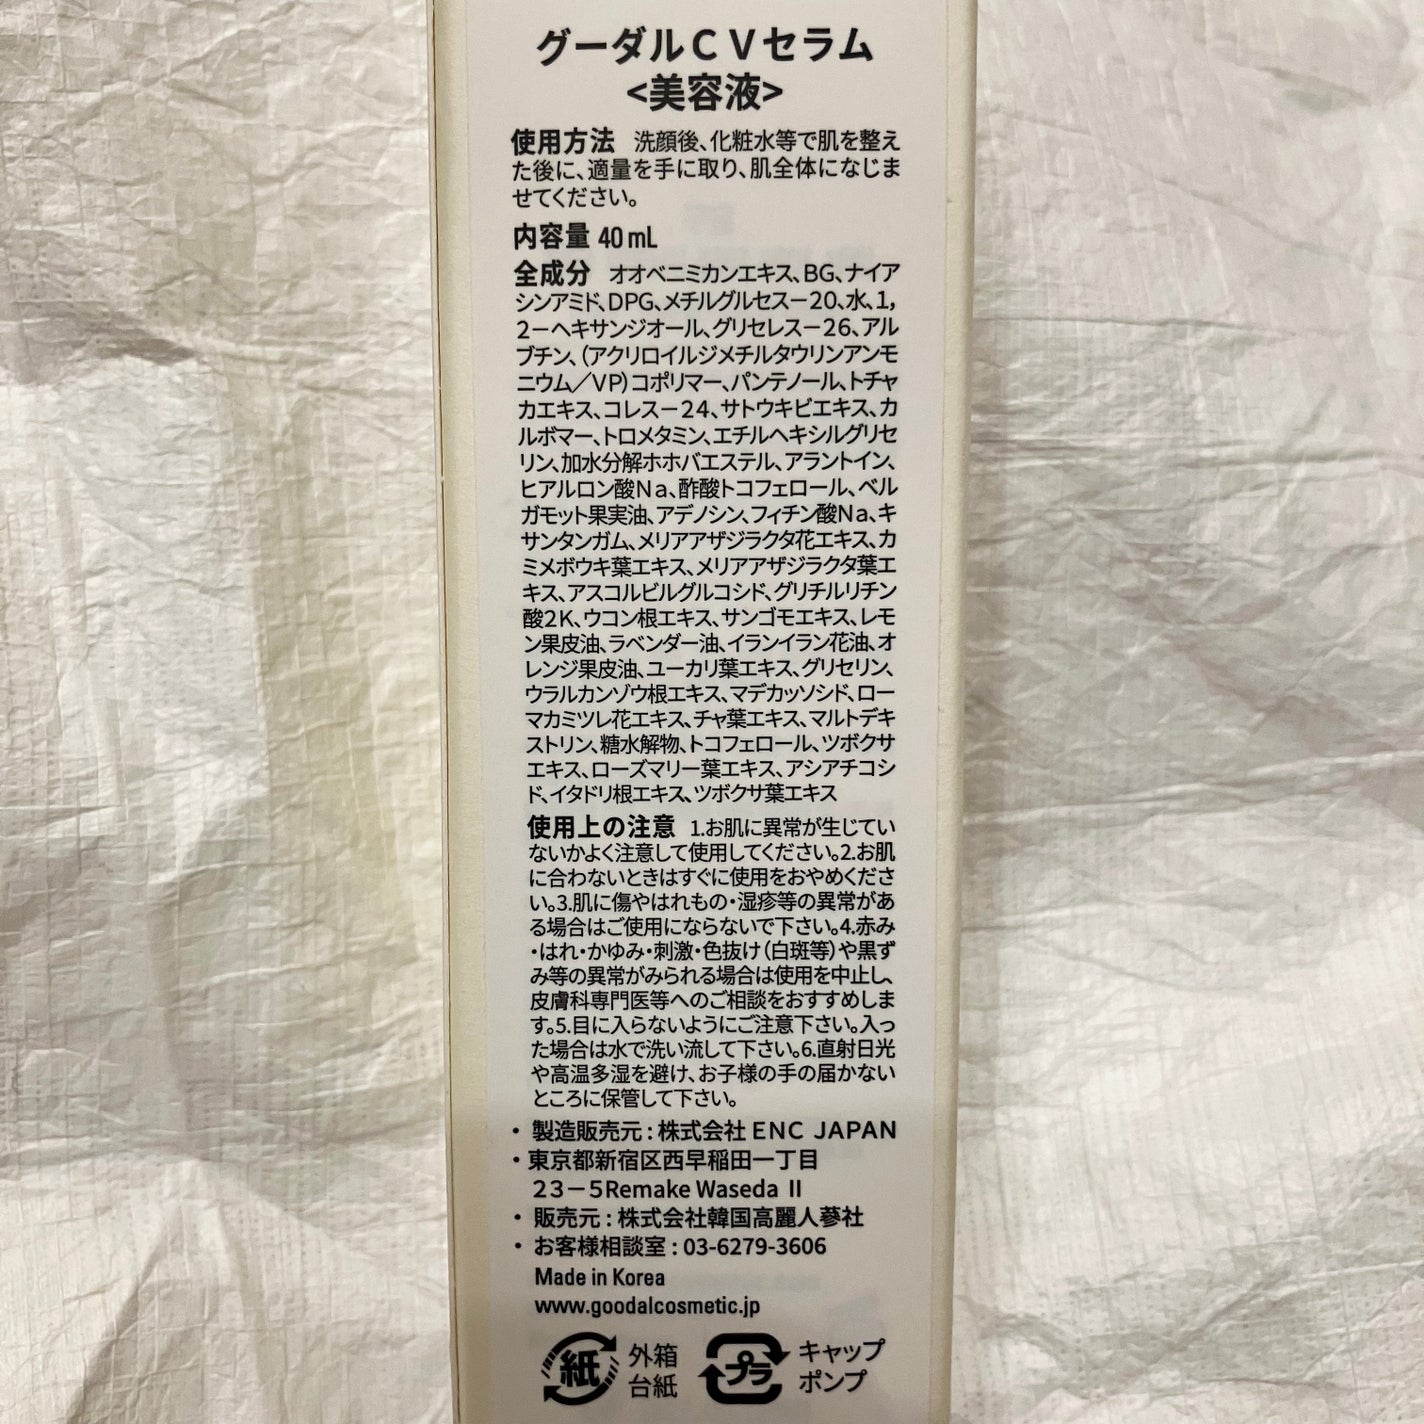 グーダルＣＶセラム
<美容液>
使用方法 洗顔後、化粧水等で肌を整え
た後に、適量を手に取り、肌全体になじま
せてください。
内容量 40mL
全成分 オオベニミカンエキス、BG、ナイア
シンアミド、DPG、メチルグルセスー20、水、1，
2－ヘキサンジオール、グリセレスー26、アル
ブチン、（アクリロイルジメチルタウリンアンモ
ニウム／VP）コポリマー、パンテノール、トチャ
カエキス、コレスー24、サトウキビエキス、カ
ルボマー、トロメタミン、エチルヘキシルグリセ
リン、加水分解ホホバエステル、アラントイン、
ヒアルロン酸Na、酢酸トコフェロール、ベル
ガモット果実油、アデノシン、フィチン酸Na、キ
サンタンガム、メリアアザジラクタ花エキス、カ
ミメボウキ葉エキス、メリアアザジラクタ葉エ
キス、アスコルビルグルコシド、グリチルリチン
酸2K、ウコン根エキス、サンゴモエキス、レモ
ン果皮油、ラベンダー油、イランイラン花油、オ
レンジ果皮油、ユーカリ葉エキス、グリセリン、
ウラルカンゾウ根エキス、マデカッソシド、ロー
マカミツレ花エキス、チャ葉エキス、マルトデキ
ストリン、糖水解物、トコフェロール、ツボクサ
エキス、ローズマリー葉エキス、アシアチコシ
ド、イタドリ根エキス、ツボクサ葉エキス
使用上の注意 1.お肌に異常が生じてい
ないかよく注意して使用してください。2.お肌
に合わないときはすぐに使用をおやめくださ
い。3.肌に傷やはれもの・湿疹等の異常があ
る場合はご使用にならないで下さい。4.赤み
・はれ・かゆみ・刺激・色抜け（白斑等）や黒ず
み等の異常がみられる場合は使用を中止し、
皮膚科専門医等へのご相談をおすすめしま
す。5.目に入らないようにご注意下さい。入っ
た場合は水で洗い流して下さい。6.直射日光
や高温多湿を避け、お子様の手の届かない
ところに保管して下さい。
・ 製造販売元：株式会社 ENC JAPAN
・東京都新宿区西早稲田一丁目
23－5Remake Waseda Ⅱ
・ 販売元：株式会社韓国高麗人蔘社
・ お客様相談室：03-6279-3606
Made in Korea
www.goodalcosmetic.jp
紙 外箱 台紙
プラ キャップ ポンプ